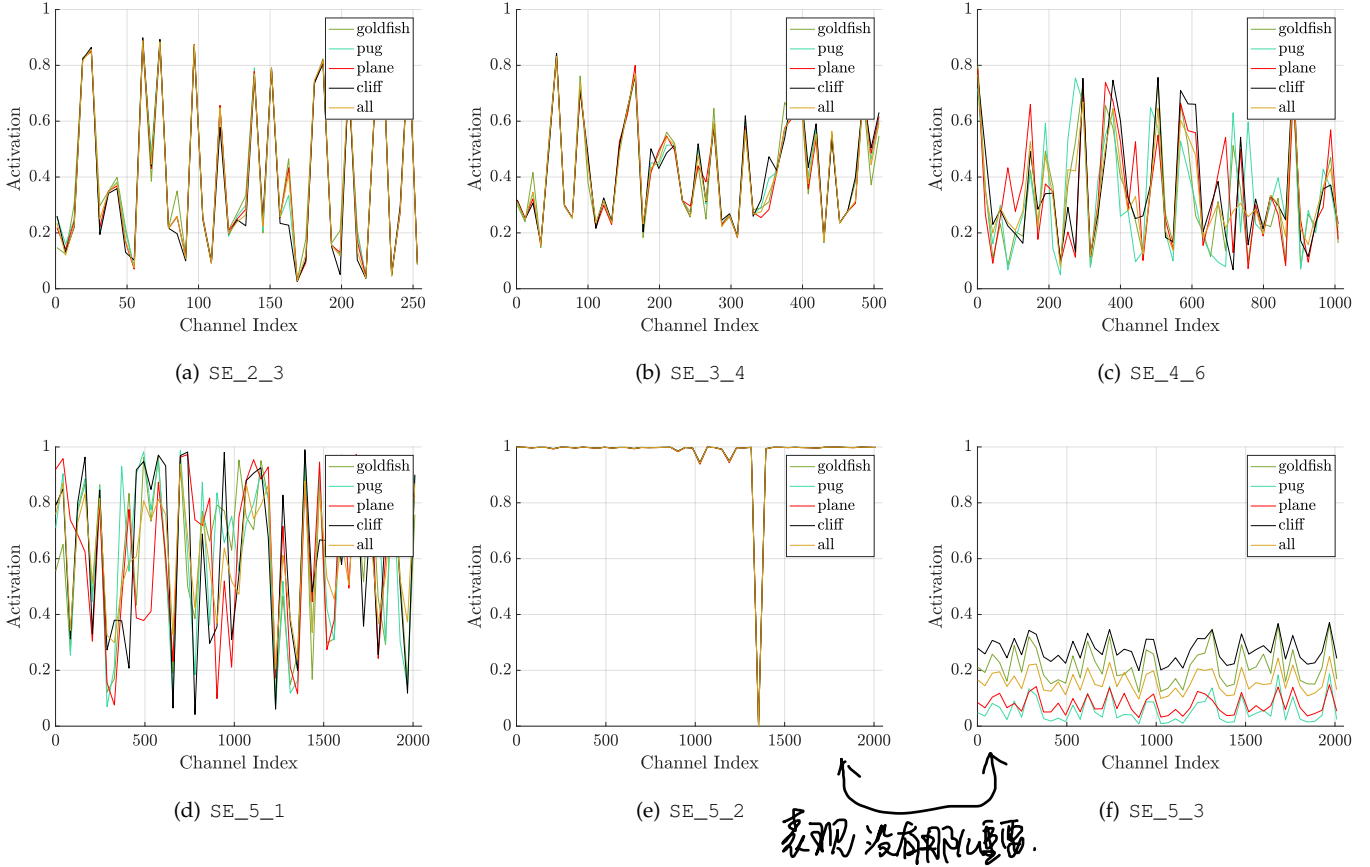 goldfish
pug
plane
cliff
all
Activation
0 0.2 0.4 0.6 0.8 1
0 50 100 150 200 250
Channel Index
(a) SE_2_3
goldfish
pug
plane
cliff
all
Activation
0 0.2 0.4 0.6 0.8 1
0 100 200 300 400 500
Channel Index
(b) SE_3_4
goldfish
pug
plane
cliff
all
Activation
0 0.2 0.4 0.6 0.8 1
0 200 400 600 800 1000
Channel Index
(c) SE_4_6
goldfish
pug
plane
cliff
all
Activation
0 0.2 0.4 0.6 0.8 1
0 500 1000 1500 2000
Channel Index
(d) SE_5_1
goldfish
pug
plane
cliff
all
Activation
0 0.2 0.4 0.6 0.8 1
0 500 1000 1500 2000
Channel Index
(e) SE_5_2
goldfish
pug
plane
cliff
all
Activation
0 0.2 0.4 0.6 0.8 1
0 500 1000 1500 2000
Channel Index
(f) SE_5_3
表现 没有那么重要.